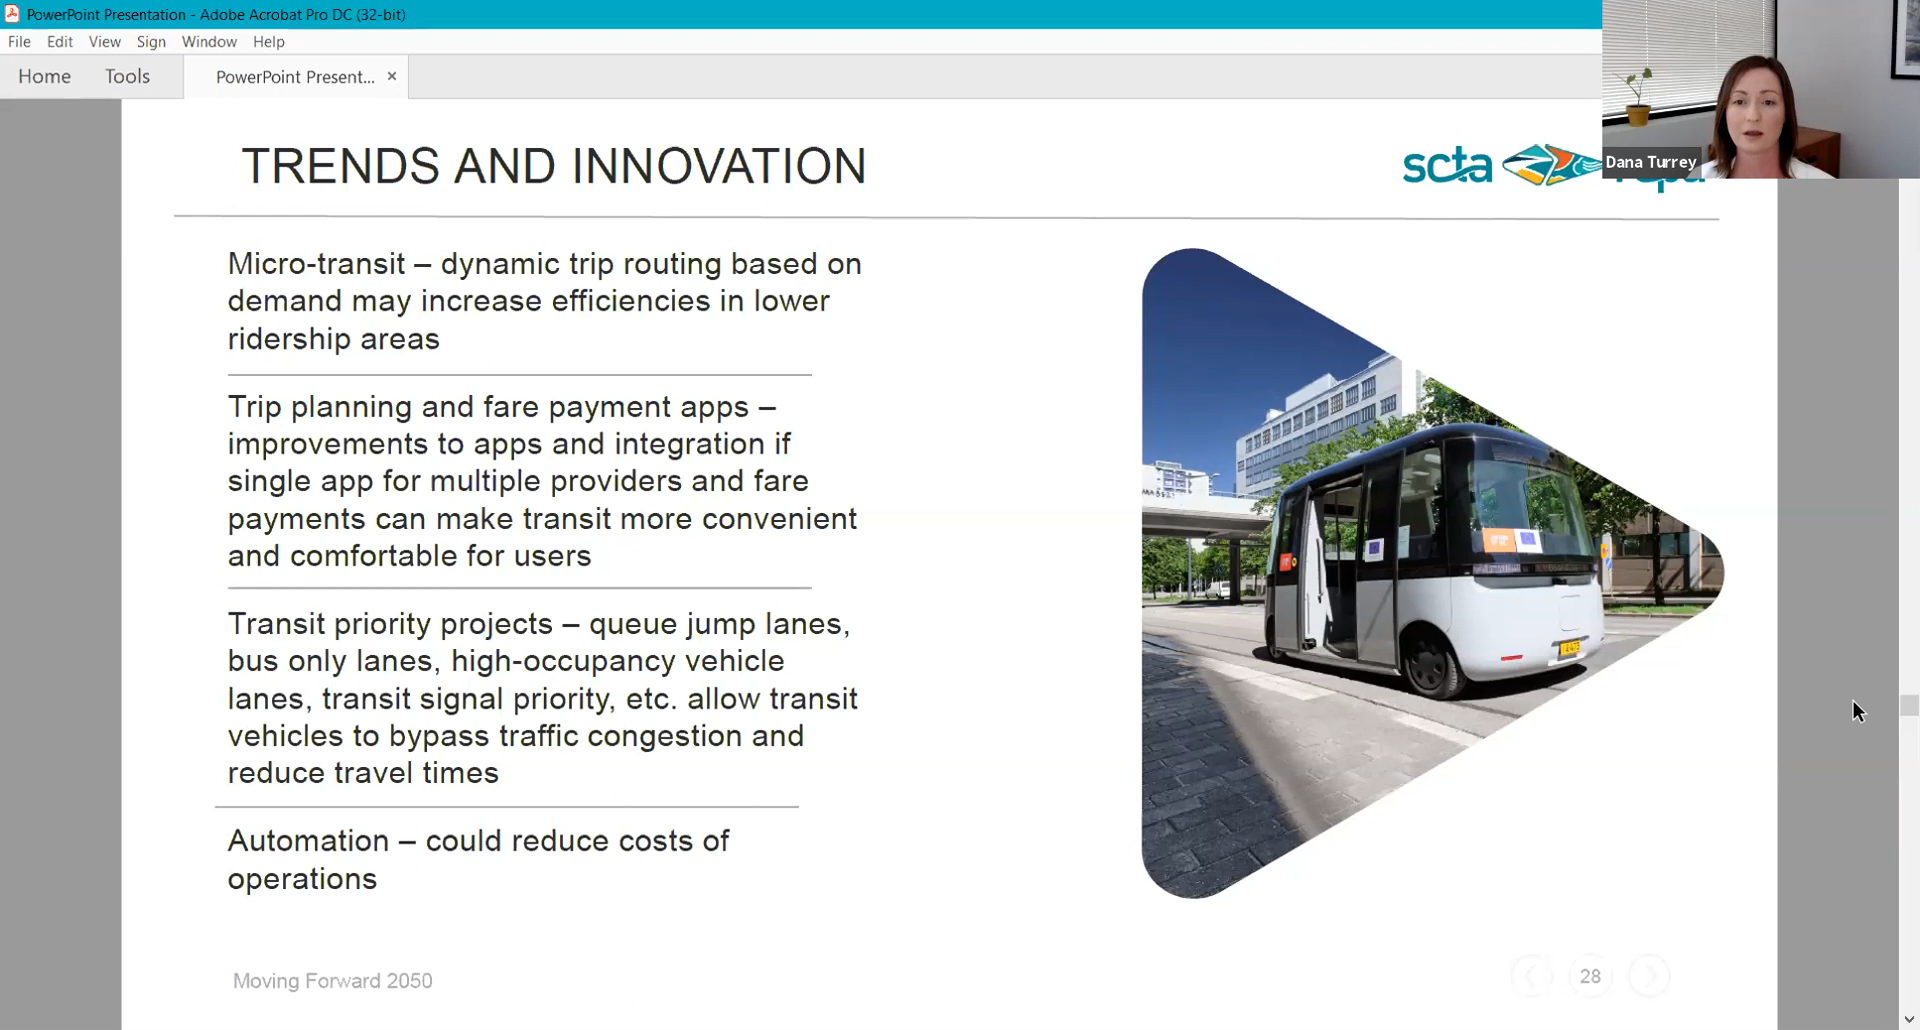 PowerPoint Presentation - Adobe Acrobat Pro DC (32-bit)
File Edit View Sign Window Help
Home Tools PowerPoint Present... ×
TRENDS AND INNOVATION
scta
Dana Turrey
Micro-transit – dynamic trip routing based on
demand may increase efficiencies in lower
ridership areas
Trip planning and fare payment apps –
improvements to apps and integration if
single app for multiple providers and fare
payments can make transit more convenient
and comfortable for users
Transit priority projects – queue jump lanes,
bus only lanes, high-occupancy vehicle
lanes, transit signal priority, etc. allow transit
vehicles to bypass traffic congestion and
reduce travel times
Automation – could reduce costs of
operations
Moving Forward 2050
28